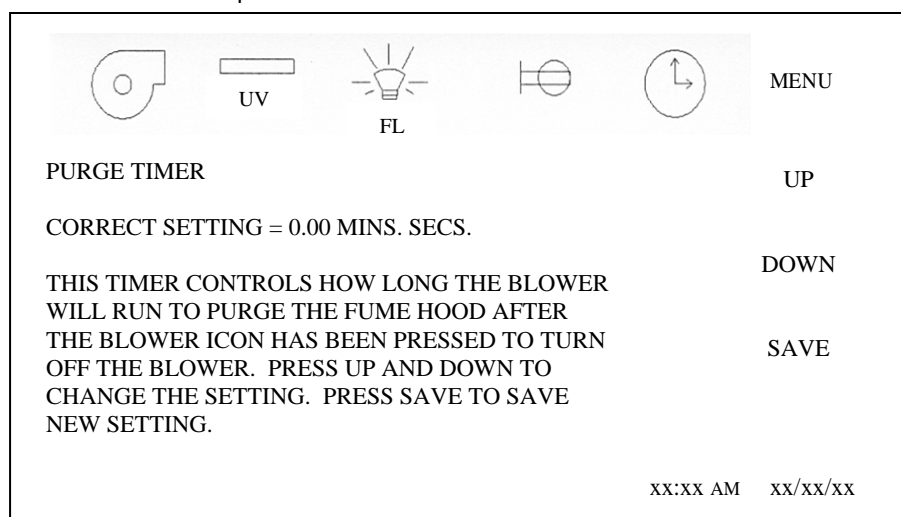 UV
FL
MENU
PURGE TIMER
UP
CORRECT SETTING = 0.00 MINS. SECS.
DOWN
THIS TIMER CONTROLS HOW LONG THE BLOWER
WILL RUN TO PURGE THE FUME HOOD AFTER
THE BLOWER ICON HAS BEEN PRESSED TO TURN
OFF THE BLOWER. PRESS UP AND DOWN TO
CHANGE THE SETTING. PRESS SAVE TO SAVE
NEW SETTING.
SAVE
xx:xx AM xx/xx/xx